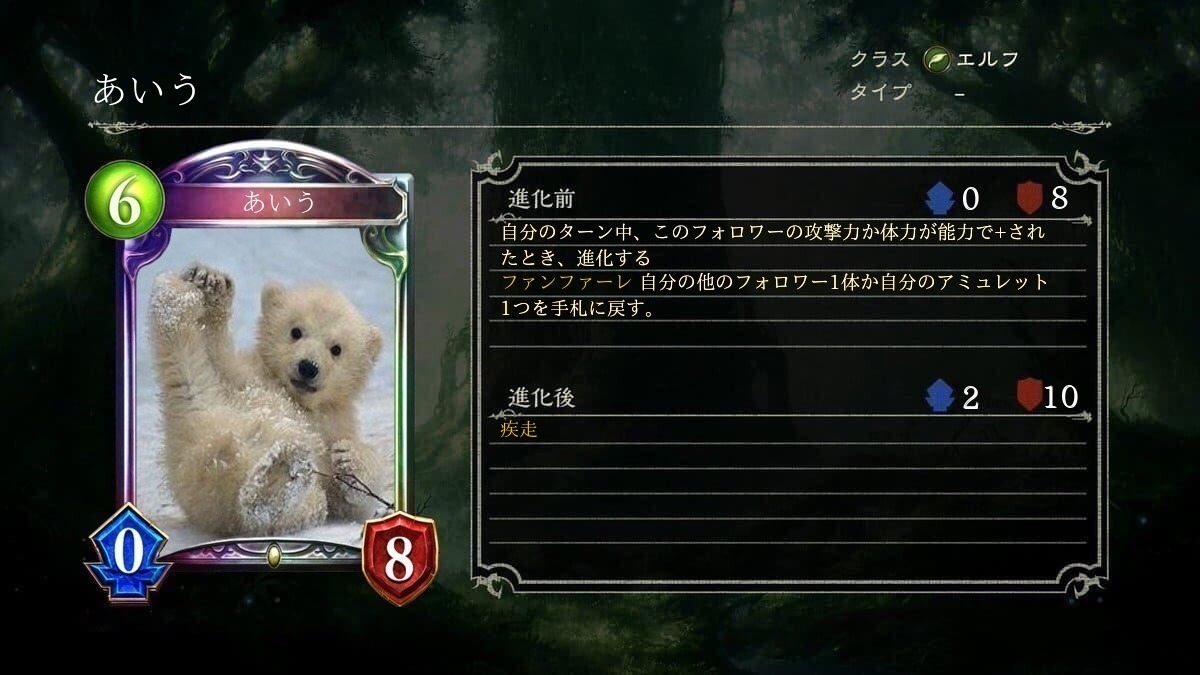 あいう
クラス エルフ
タイプ -
6
あいう
0
8
進化前 0 8
自分のターン中、このフォロワーの攻撃力か体力が能力で+され
たとき、進化する
ファンファーレ 自分の他のフォロワー1体か自分のアミュレット
1つを手札に戻す。
進化後 2 10
疾走